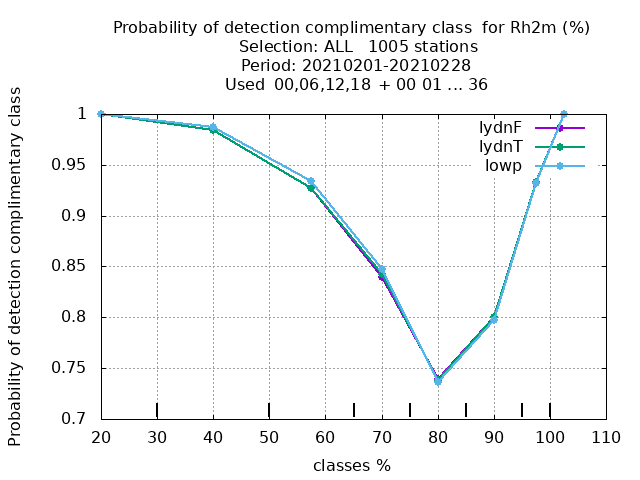 Probability of detection complimentary class  for Rh2m (%)
Selection: ALL   1005 stations
Period: 20210201-20210228
Used  00,06,12,18 + 00 01 ... 36
Probability of detection complimentary class
1
0.95
0.9
0.85
0.8
0.75
0.7
lydnF
lydnT
lowp
20 30 40 50 60 70 80 90 100 110
classes %